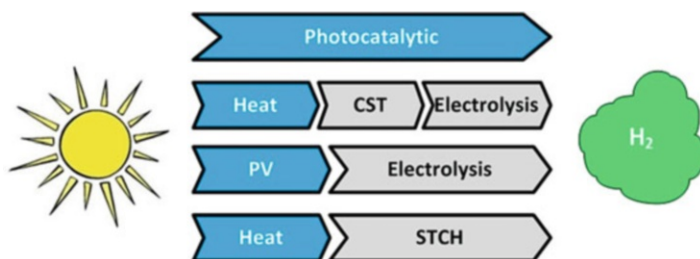 Photocatalytic
Heat CST Electrolysis
H₂
PV Electrolysis
Heat STCH